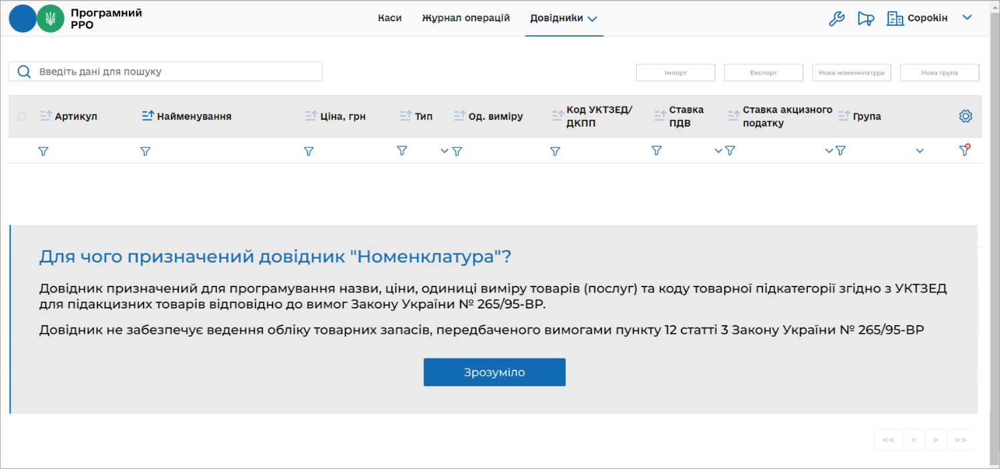 Програмний
РРО
Каси Журнал операцій Довідники Сорокін
Введіть дані для пошуку Імпорт Експорт Нова номенклатура Нова група
Артикул Найменування Ціна, грн Тип Од. виміру Код УКТЗЕД/ Ставка Ставка акцизного Група
ДКПП ПДВ податку
Для чого призначений довідник "Номенклатура"?
Довідник призначений для програмування назви, ціни, одиниці виміру товарів (послуг) та коду товарної підкатегорії згідно з УКТЗЕД
для підакцизних товарів відповідно до вимог Закону України № 265/95-ВР.
Довідник не забезпечує ведення обліку товарних запасів, передбаченого вимогами пункту 12 статті 3 Закону України № 265/95-ВР
Зрозуміло
<< < > >>